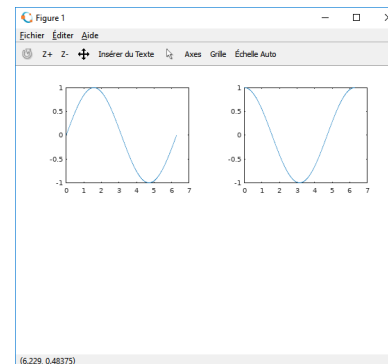 Figure 1
Fichier Éditer Aide
Z+ Z- Insérer du Texte Axes Grille Échelle Auto
1 1
0.5 0.5
0 0
-0.5 -0.5
-1 -1
0 1 2 3 4 5 6 7 0 1 2 3 4 5 6 7
(6.229, 0.48375)